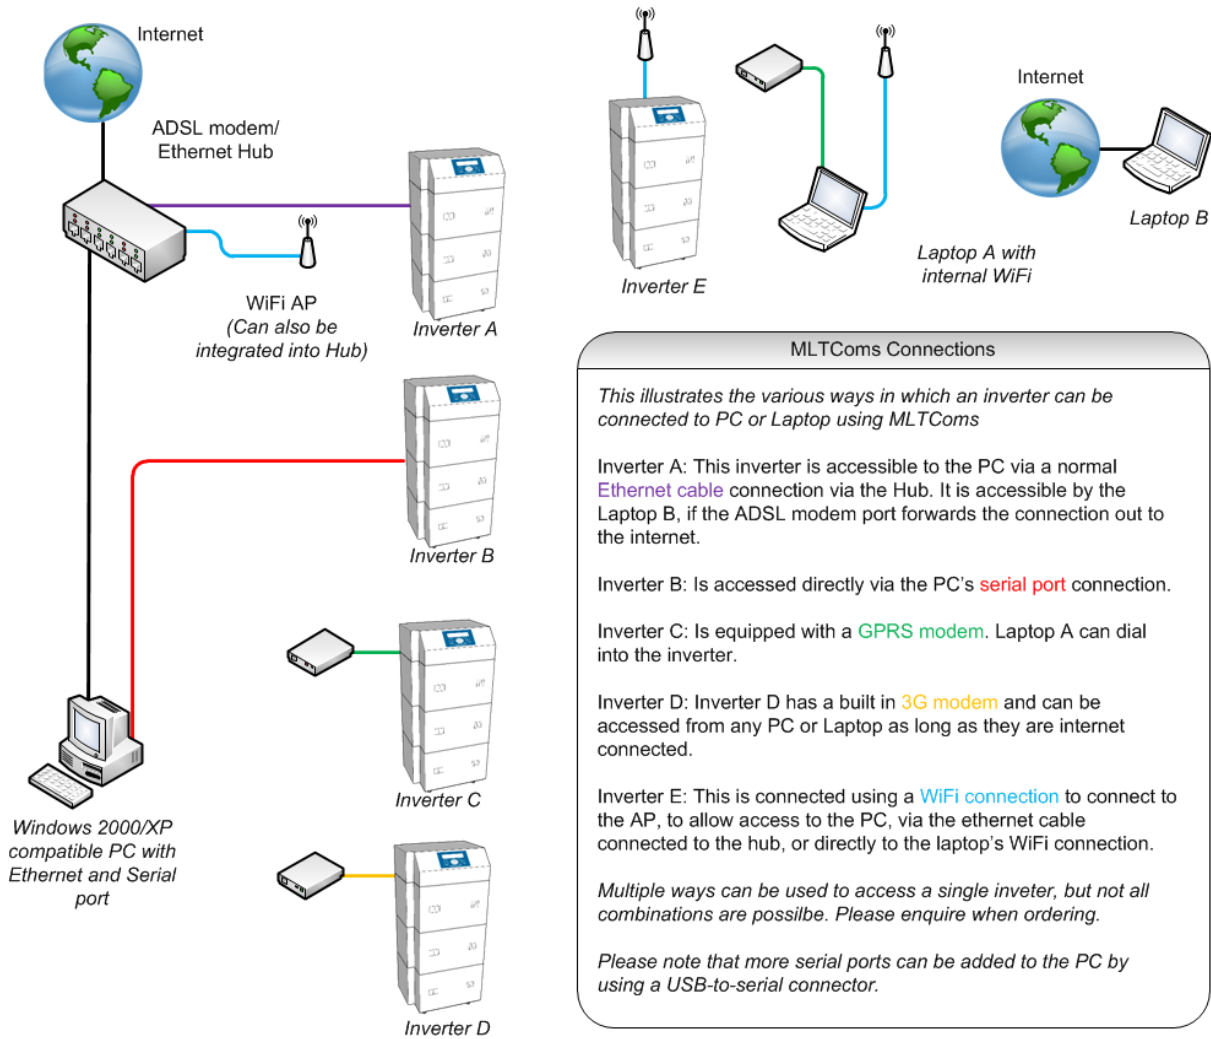 Internet
ADSL modem/
Ethernet Hub
WiFi AP
(Can also be
integrated into Hub)
Inverter A
Inverter B
Inverter C
Inverter D
Windows 2000/XP
compatible PC with
Ethernet and Serial
port
Inverter E
Laptop A with
internal WiFi
Internet
Laptop B
MLTComs Connections
This illustrates the various ways in which an inverter can be
connected to PC or Laptop using MLTComs
Inverter A: This inverter is accessible to the PC via a normal
Ethernet cable connection via the Hub. It is accessible by the
Laptop B, if the ADSL modem port forwards the connection out to
the internet.
Inverter B: Is accessed directly via the PC's serial port connection.
Inverter C: Is equipped with a GPRS modem. Laptop A can dial
into the inverter.
Inverter D: Inverter D has a built in 3G modem and can be
accessed from any PC or Laptop as long as they are internet
connected.
Inverter E: This is connected using a WiFi connection to connect to
the AP, to allow access to the PC, via the ethernet cable
connected to the hub, or directly to the laptop's WiFi connection.
Multiple ways can be used to access a single inveter, but not all
combinations are possilbe. Please enquire when ordering.
Please note that more serial ports can be added to the PC by
using a USB-to-serial connector.